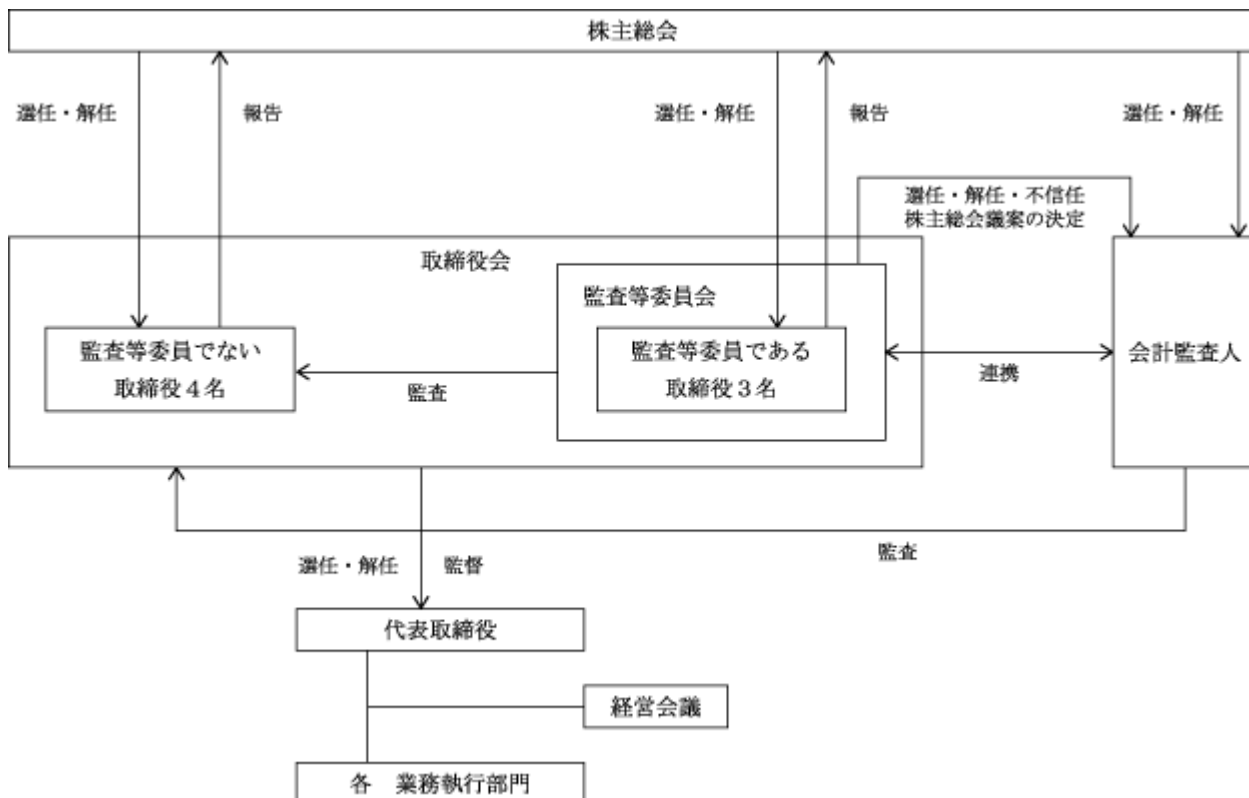 株主総会
選任・解任
報告
選任・解任
報告
選任・解任
選任・解任・不信任
株主総会議案の決定
取締役会
監査等委員会
監査等委員でない
取締役4名
監査
監査等委員である
取締役3名
連携
会計監査人
監査
選任・解任
監督
代表取締役
経営会議
各　業務執行部門